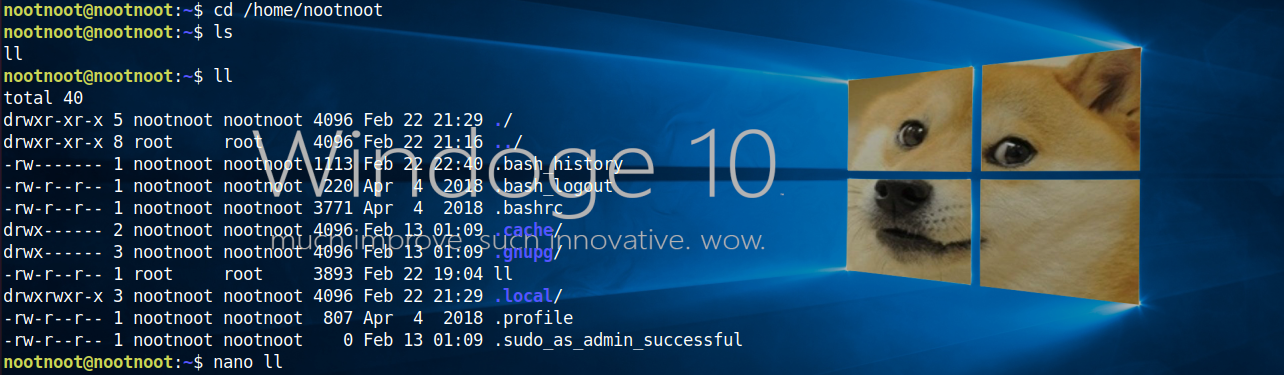 nootnoot@nootnoot:~$ cd /home/nootnoot
nootnoot@nootnoot:~$ ls
ll
nootnoot@nootnoot:~$ ll
total 40
drwxr-xr-x 5 nootnoot nootnoot 4096 Feb 22 21:29 ./
drwxr-xr-x 8 root     root     4096 Feb 22 21:16 ../
-rw------- 1 nootnoot nootnoot 1713 Feb 22 22:40 .bash_history
-rw-r--r-- 1 nootnoot nootnoot  220 Apr  4  2018 .bash_logout
-rw-r--r-- 1 nootnoot nootnoot 3771 Apr  4  2018 .bashrc
drwx------ 2 nootnoot nootnoot 4096 Feb 13 01:09 .cache/
drwx------ 3 nootnoot nootnoot 4096 Feb 13 01:09 .gnupg/
-rw-r--r-- 1 root     root     3893 Feb 22 19:04 ll
drwxrwxr-x 3 nootnoot nootnoot 4096 Feb 22 21:29 .local/
-rw-r--r-- 1 nootnoot nootnoot  807 Apr  4  2018 .profile
-rw-r--r-- 1 nootnoot nootnoot    0 Feb 13 01:09 .sudo_as_admin_successful
nootnoot@nootnoot:~$ nano ll
Windoge 10
much improve. such innovative. wow.